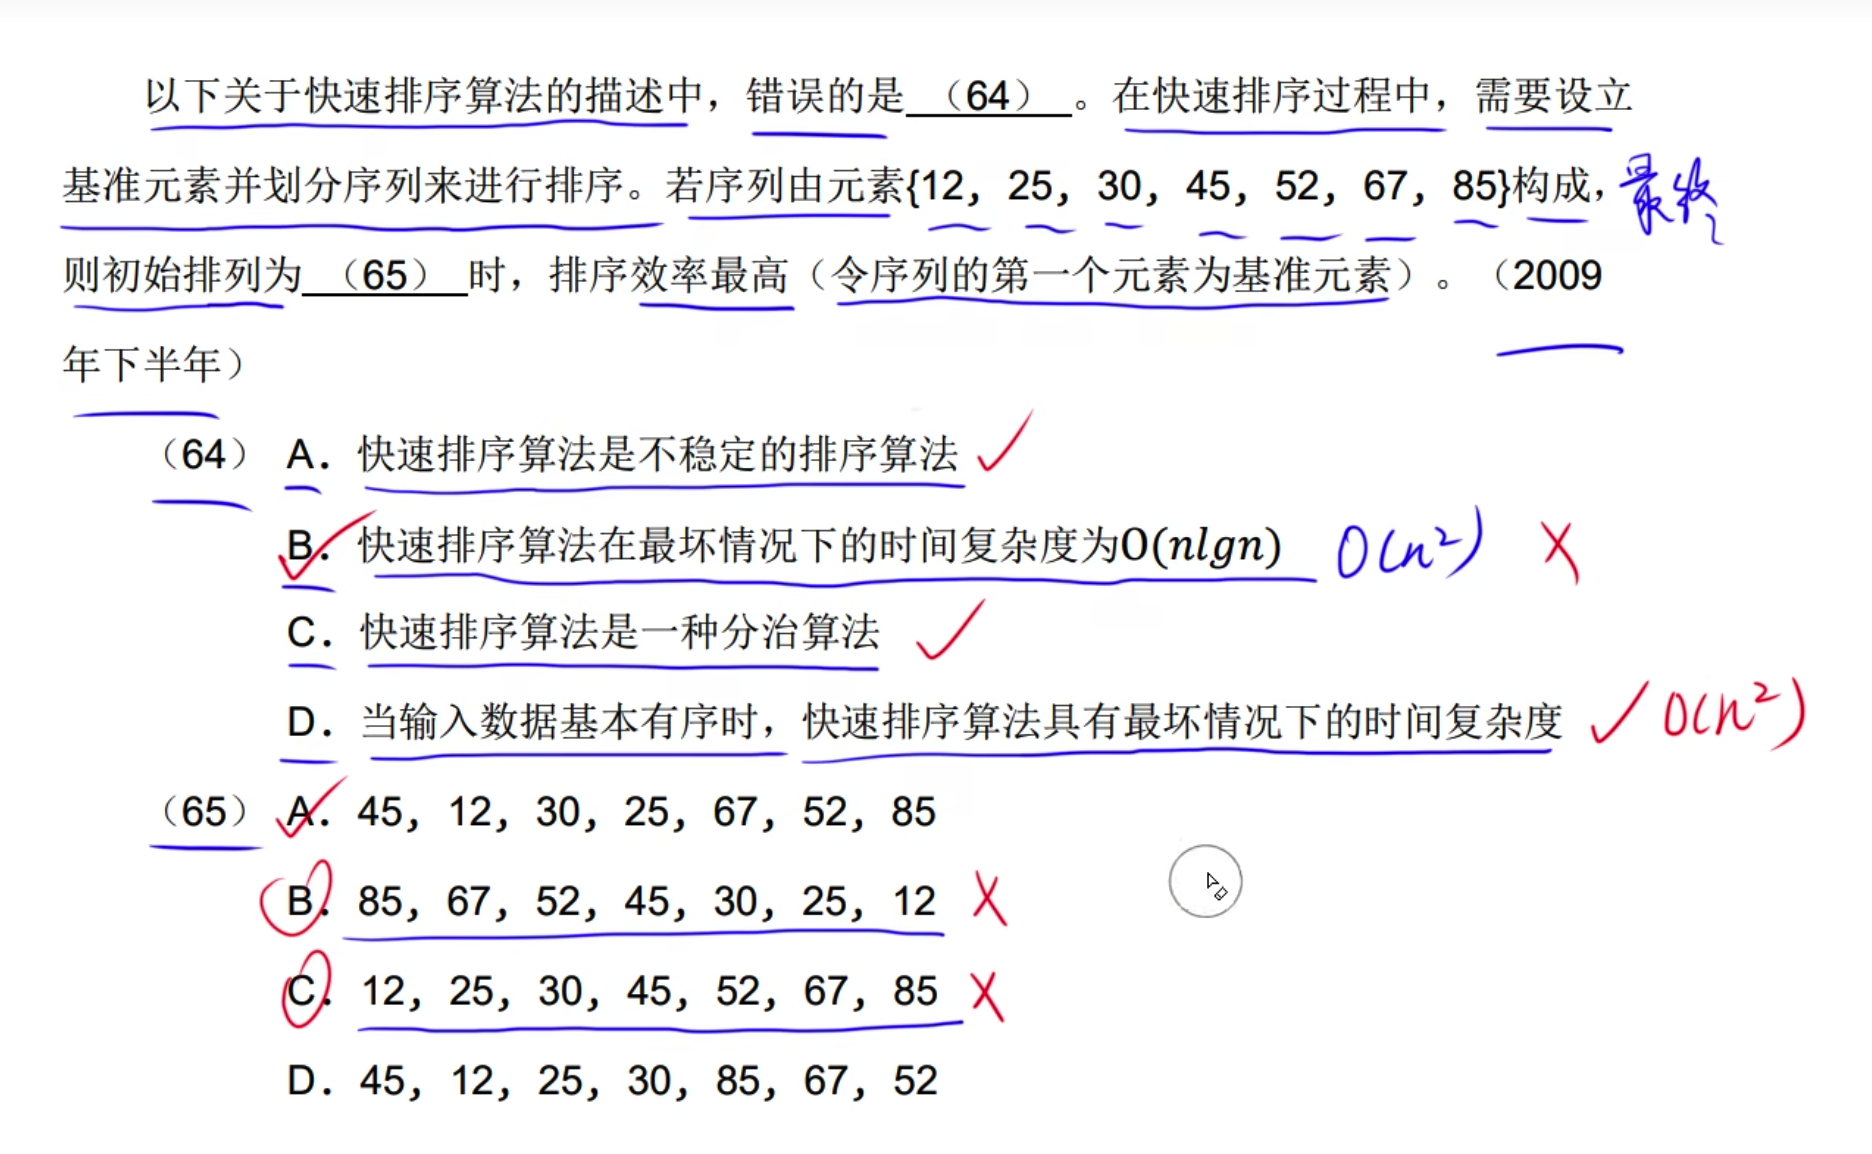 以下关于快速排序算法的描述中，错误的是 （64） 。在快速排序过程中，需要设立
基准元素并划分序列来进行排序。若序列由元素{12，25，30，45，52，67，85}构成，最终
则初始排列为 （65） 时，排序效率最高（令序列的第一个元素为基准元素）。（2009
年下半年）
（64） A．快速排序算法是不稳定的排序算法 ✓
B．快速排序算法在最坏情况下的时间复杂度为O(nlgn) O(n²) X
C．快速排序算法是一种分治算法 ✓
D．当输入数据基本有序时，快速排序算法具有最坏情况下的时间复杂度 ✓ O(n²)
（65） A．45，12，30，25，67，52，85
B．85，67，52，45，30，25，12 X
C．12，25，30，45，52，67，85 X
D．45，12，25，30，85，67，52